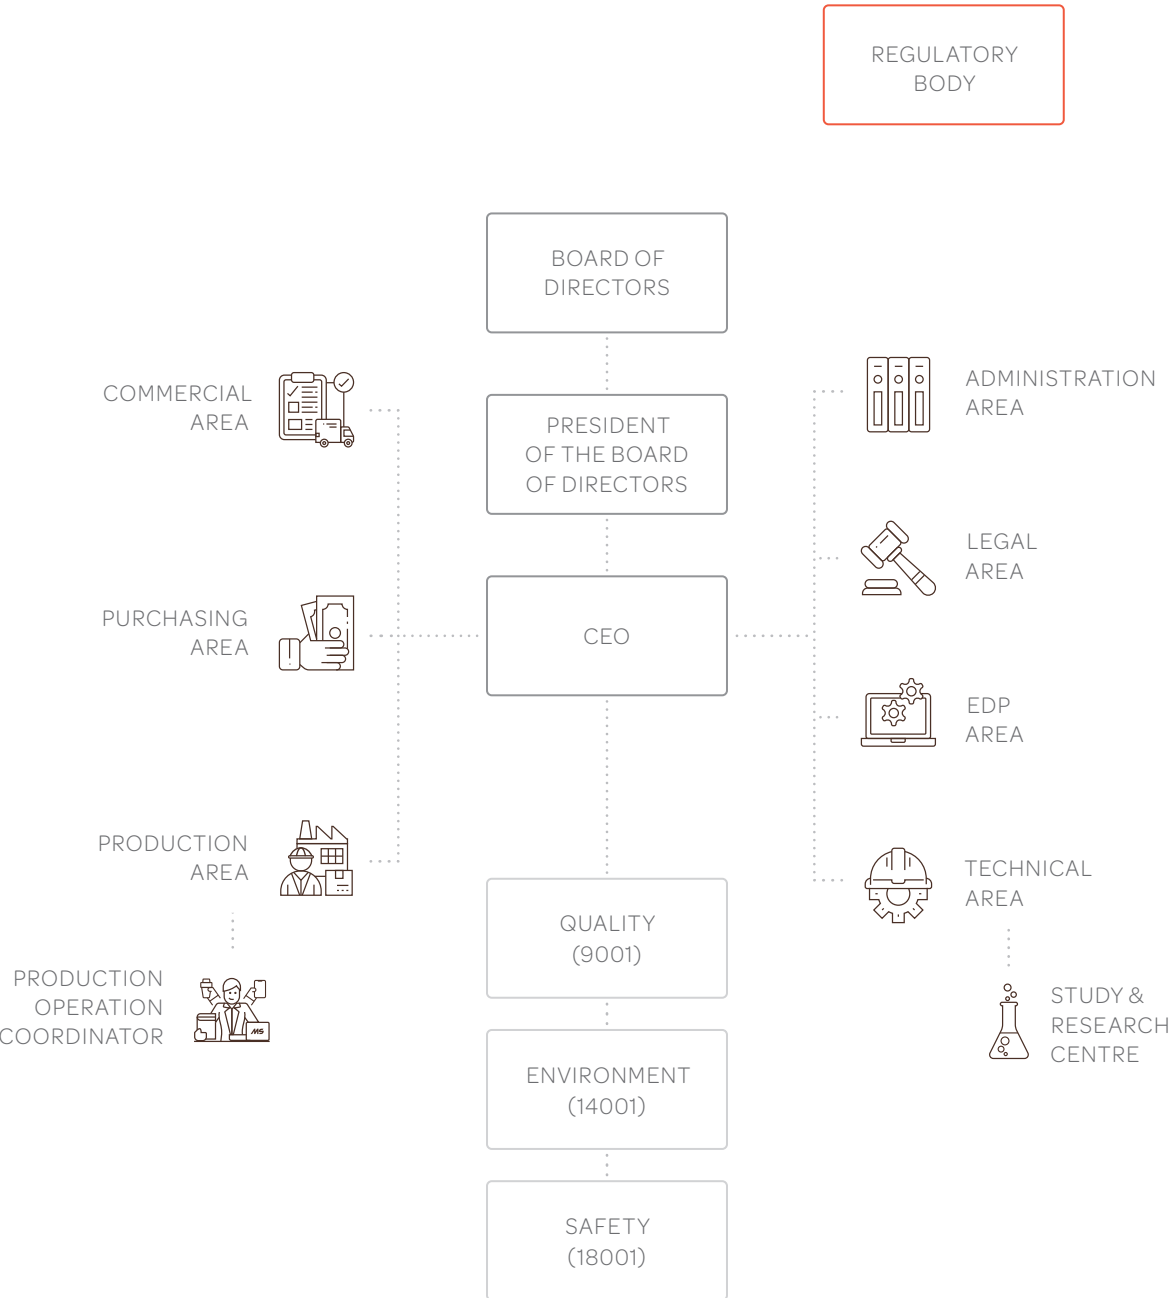 REGULATORY
BODY
BOARD OF
DIRECTORS
COMMERCIAL
AREA
PRESIDENT
OF THE BOARD
OF DIRECTORS
ADMINISTRATION
AREA
LEGAL
AREA
PURCHASING
AREA
CEO
EDP
AREA
PRODUCTION
AREA
TECHNICAL
AREA
QUALITY
(9001)
PRODUCTION
OPERATION
COORDINATOR
MS
STUDY &
RESEARCH
CENTRE
ENVIRONMENT
(14001)
SAFETY
(18001)